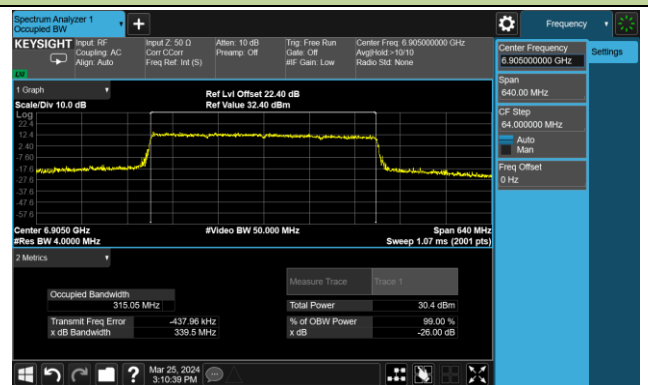 Spectrum Analyzer 1
Occupied BW
Frequency
KEYSIGHT
Input: RF
Coupling: AC
Align: Auto
Input Z: 50 Ω
Corr CCorr
Freq Ref: Int (S)
Atten: 10 dB
Preamp: Off
Trig: Free Run
Gate: Off
#IF Gain: Low
Center Freq: 6.905000000 GHz
Avg|Hold:>10/10
Radio Std: None
Center Frequency
6.905000000 GHz
Settings
Span
640.00 MHz
CF Step
64.000000 MHz
Auto
Man
Freq Offset
0 Hz
1 Graph
Scale/Div 10.0 dB
Ref Lvl Offset 22.40 dB
Ref Value 32.40 dBm
Log
22.4
12.4
2.40
-7.60
-17.6
-27.6
-37.6
-47.6
-57.6
Center 6.9050 GHz
#Video BW 50.000 MHz
Span 640 MHz
#Res BW 4.0000 MHz
Sweep 1.07 ms (2001 pts)
2 Metrics
Measure Trace
Trace 1
Occupied Bandwidth
315.05 MHz
Total Power
30.4 dBm
Transmit Freq Error
-437.96 kHz
% of OBW Power
99.00 %
x dB Bandwidth
339.5 MHz
x dB
-26.00 dB
Mar 25, 2024
3:10:39 PM